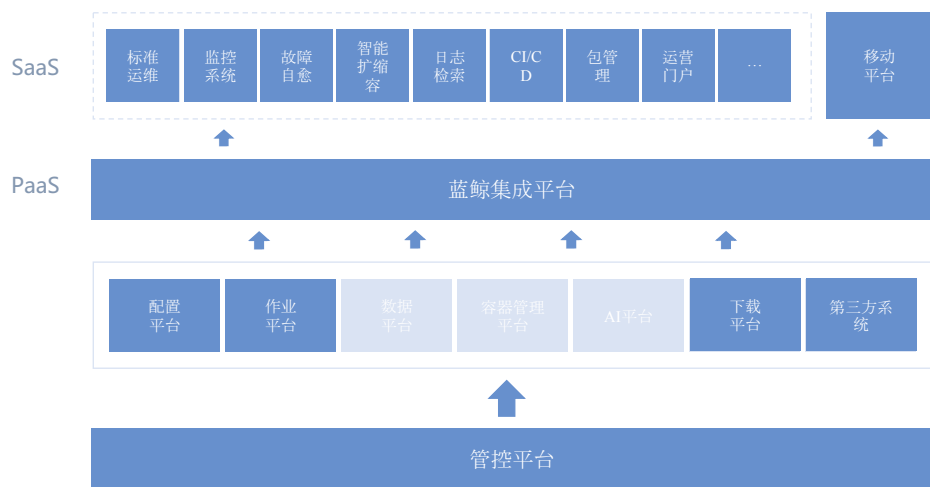 SaaS
标准
运维
监控
系统
故障
自愈
智能
扩缩
容
日志
检索
CI/C
D
包管
理
运营
门户
…
移动
平台
PaaS
蓝鲸集成平台
配置
平台
作业
平台
数据
平台
容器管理
平台
AI平台
下载
平台
第三方系
统
管控平台